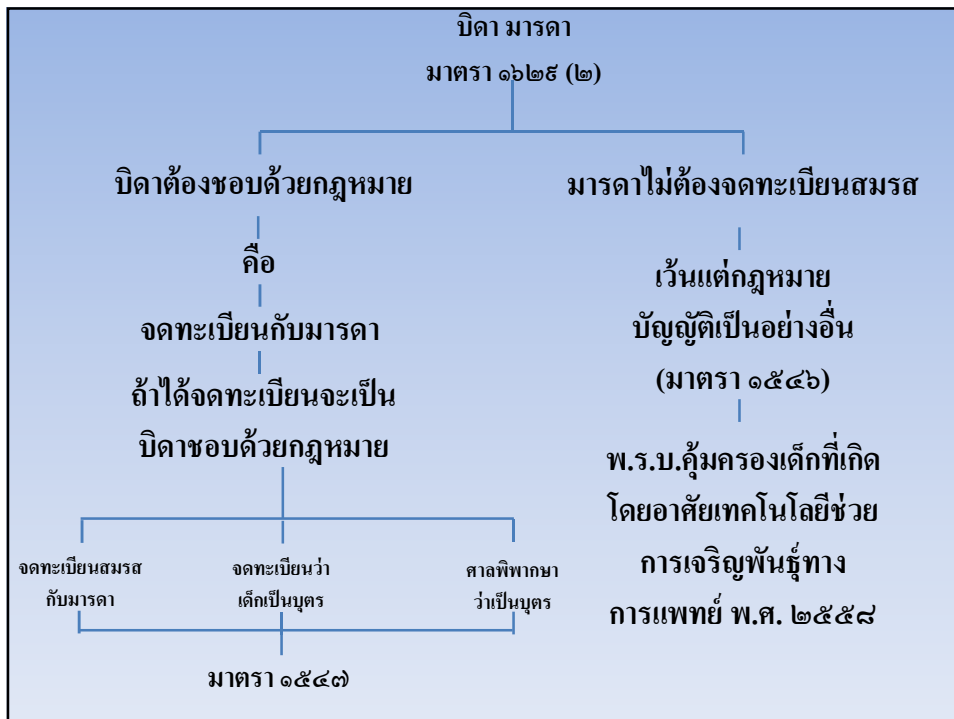 บิดา มารดา
มาตรา ๑๖๒๙ (๒)
บิดาต้องชอบด้วยกฎหมาย
คือ
จดทะเบียนกับมารดา
ถ้าได้จดทะเบียนจะเป็น
บิดาชอบด้วยกฎหมาย
จดทะเบียนสมรส
กับมารดา
จดทะเบียนว่า
เด็กเป็นบุตร
ศาลพิพากษา
ว่าเป็นบุตร
มาตรา ๑๕๔๗
มารดาไม่ต้องจดทะเบียนสมรส
เว้นแต่กฎหมาย
บัญญัติเป็นอย่างอื่น
(มาตรา ๑๕๔๖)
พ.ร.บ.คุ้มครองเด็กที่เกิด
โดยอาศัยเทคโนโลยีช่วย
การเจริญพันธุ์ทาง
การแพทย์ พ.ศ. ๒๕๕๘